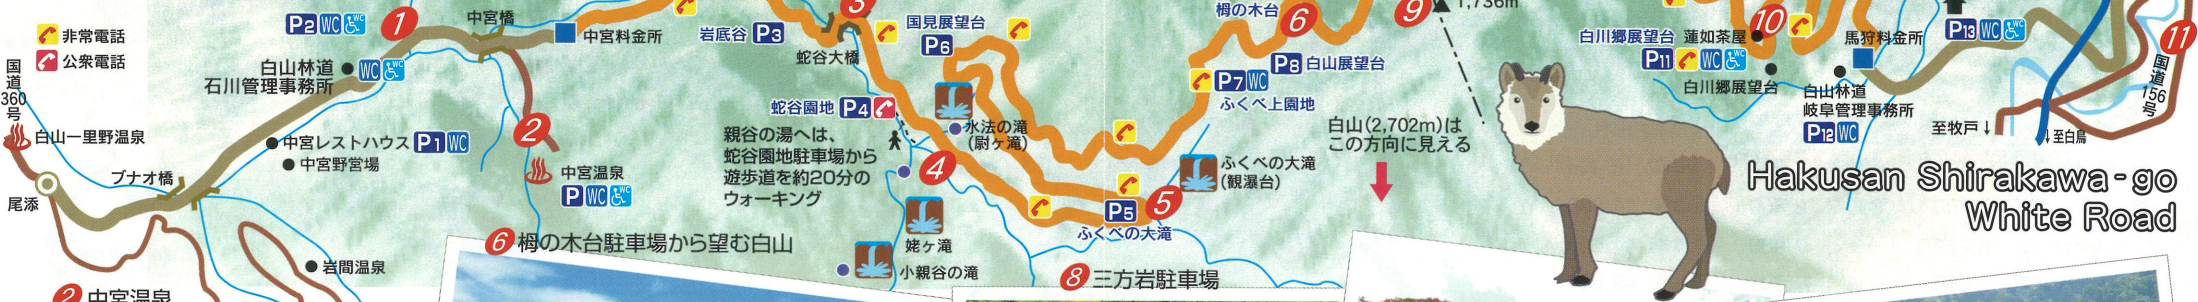 非常電話
公衆電話
国道360号
白山一里野温泉
尾添
ブナオ橋
白山林道
石川管理事務所
WC
中宮レストハウス P1 WC
中宮野営場
岩間温泉
2 中宮温泉
P2 WC
1
中宮橋
中宮料金所
2
中宮温泉
P WC
6 栂の木台駐車場から望む白山
岩底谷 P3
3
蛇谷大橋
国見展望台
P6
蛇谷園地 P4
親谷の湯へは、
蛇谷園地駐車場から
遊歩道を約20分の
ウォーキング
氷法の滝
(尉ヶ滝)
4
姥ヶ滝
小親谷の滝
P5
5
ふくべの大滝
8 三方岩駐車場
ふくべの大滝
(観瀑台)
栂の木台
6
P8 白山展望台
P7 WC
ふくべ上園地
9
1,736m
白山(2,702m)は
この方向に見える
10
白川郷展望台
蓮如茶屋
P11 WC
白川郷展望台
馬狩料金所
白山林道
岐阜管理事務所
P12 WC
P13 WC
11
国道156号
至牧戸↓
↓至白鳥
Hakusan Shirakawa-go
White Road